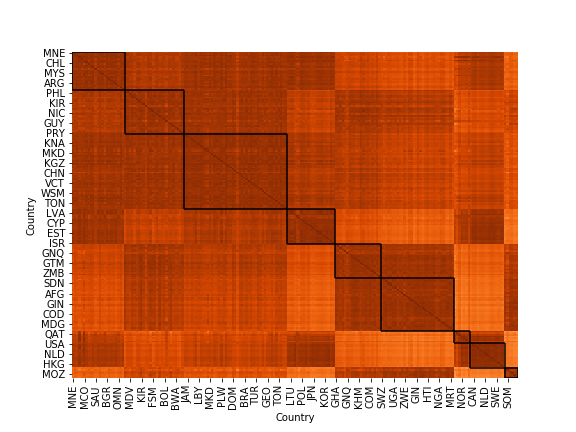 MNE
CHL
MYS
ARG
PHL
KIR
NIC
GUY
PRY
KNA
MKD
KGZ
CHN
VCT
WSM
TON
LVA
CYP
EST
ISR
GNQ
GTM
ZMB
SDN
AFG
GIN
COD
MDG
QAT
USA
NLD
HKG
MOZ
Country
MNE
MCO
SAU
BGR
OMN
MDV
KIR
FSM
BOL
BWA
JAM
LBY
MKD
PLW
DOM
BRA
TUR
GEO
TON
LTU
POL
JPN
KOR
GHA
GNQ
KHM
COM
SWZ
UGA
ZWE
GIN
HTI
NGA
MRT
NOR
CAN
NLD
SWE
SOM
Country